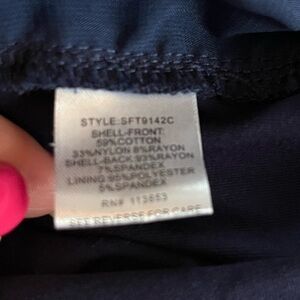 STYLE:SFT9142C
SHELL-FRONT:
59%COTTON
33%NYLON 8%RAYON
SHELL-BACK 93%RAYON
7%SPANDEX
LINING 95%POLYESTER
5%SPANDEX
RN# 113653
SEE REVERSE FOR CARE